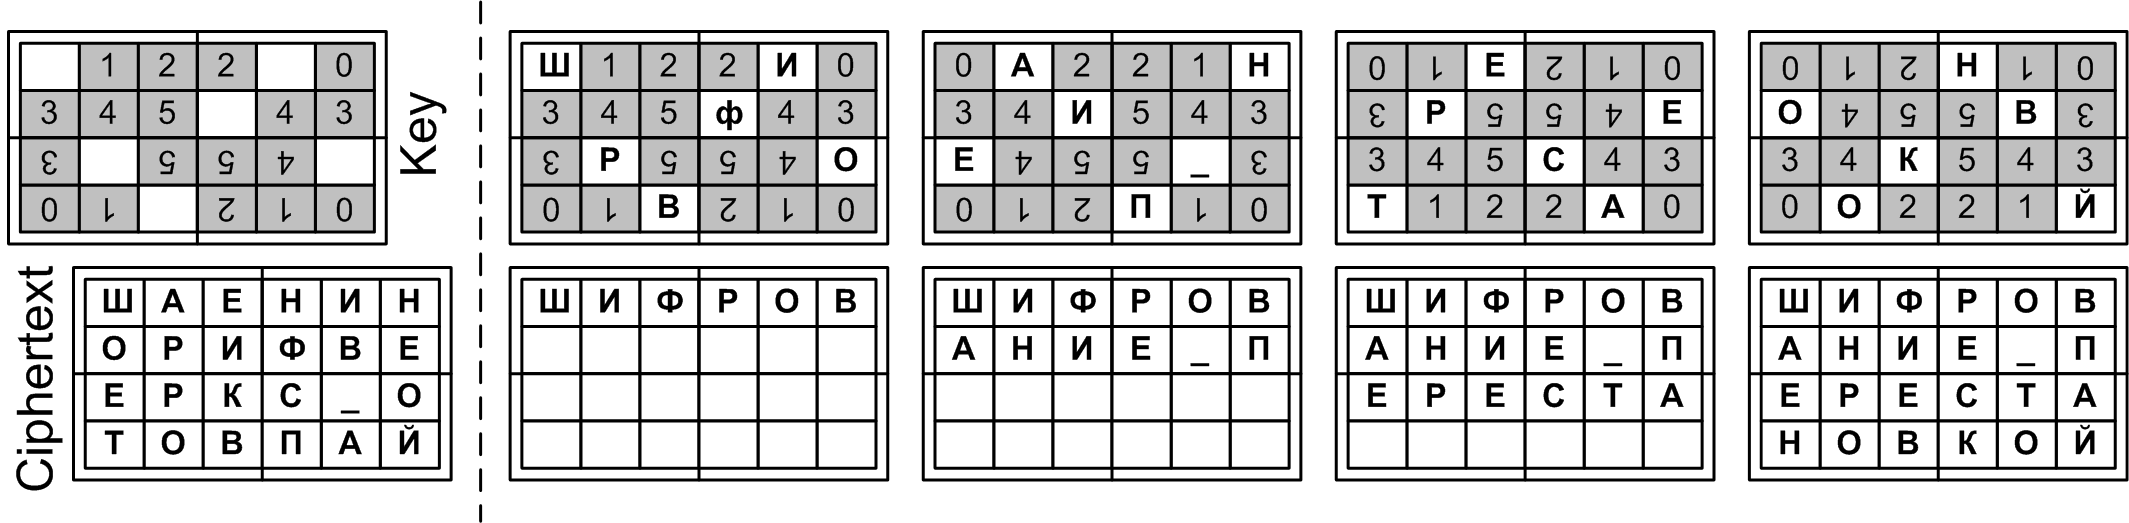 1 2 2 0
3 4 5 4 3
3 5 5 4
0 1 2 1 0
Key
Ш 1 2 2 И 0
3 4 5 ф 4 3
3 Р 5 5 4 О
0 1 В 2 1 0
0 А 2 2 1 Н
3 4 И 5 4 3
Е 4 5 5 _ 3
0 1 2 П 1 0
0 1 Е 2 1 0
3 Р 5 5 4 Е
3 4 5 С 4 3
Т 1 2 2 А 0
0 1 2 Н 1 0
О 4 5 5 В 3
3 4 К 5 4 3
0 О 2 2 1 Й
Ciphertext
Ш А Е Н И Н
О Р И Ф В Е
Е Р К С _ О
Т О В П А Й
Ш И Ф Р О В
Ш И Ф Р О В
А Н И Е _ П
Ш И Ф Р О В
А Н И Е _ П
Е Р Е С Т А
Ш И Ф Р О В
А Н И Е _ П
Е Р Е С Т А
Н О В К О Й